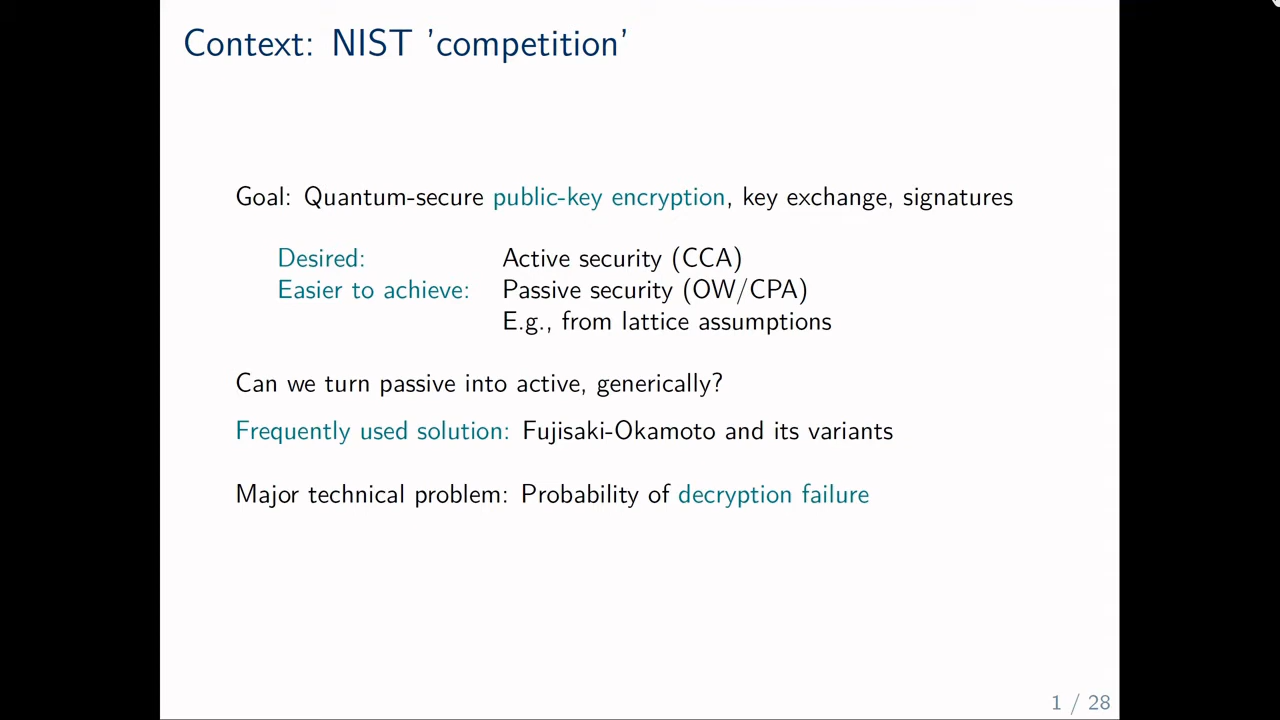 Context: NIST 'competition'
Goal: Quantum-secure public-key encryption, key exchange, signatures
Desired: Active security (CCA)
Easier to achieve: Passive security (OW/CPA)
E.g., from lattice assumptions
Can we turn passive into active, generically?
Frequently used solution: Fujisaki-Okamoto and its variants
Major technical problem: Probability of decryption failure
1 / 28